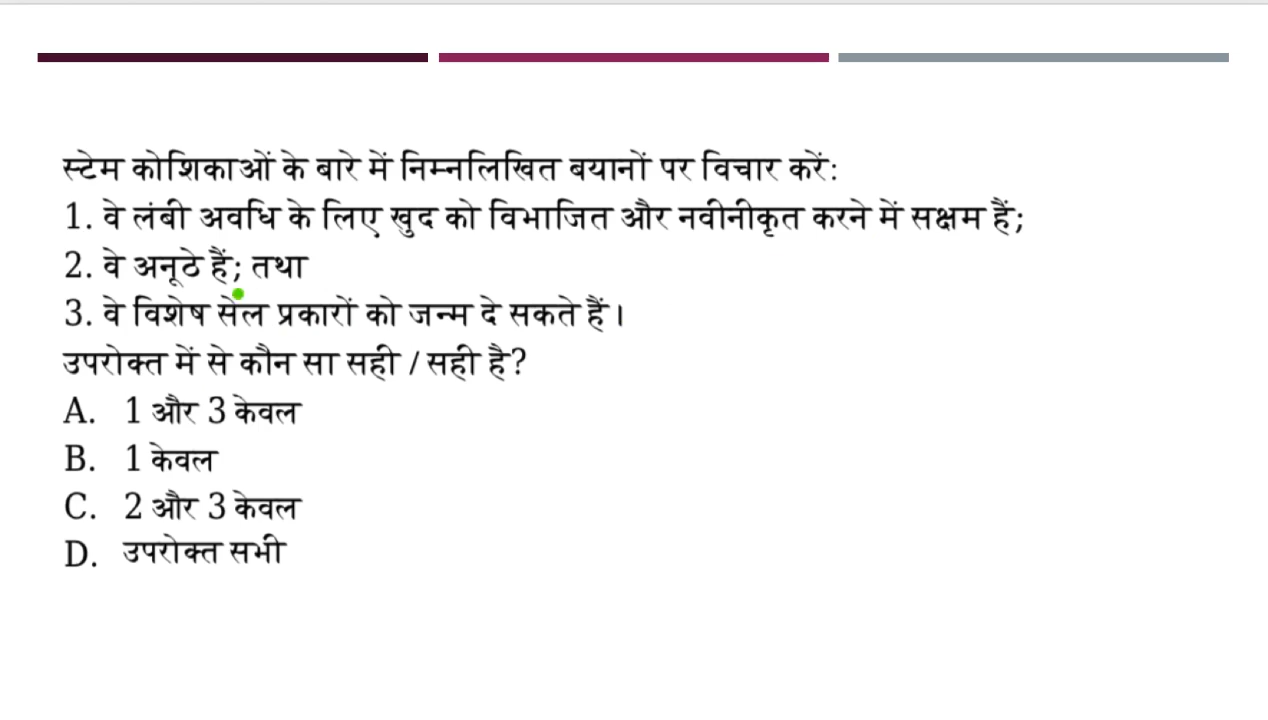 स्टेम कोशिकाओं के बारे में निम्नलिखित बयानों पर विचार करें:
1. वे लंबी अवधि के लिए खुद को विभाजित और नवीनीकृत करने में सक्षम हैं;
2. वे अनूठे हैं; तथा
3. वे विशेष सेल प्रकारों को जन्म दे सकते हैं।
उपरोक्त में से कौन सा सही / सही है?
A. 1 और 3 केवल
B. 1 केवल
C. 2 और 3 केवल
D. उपरोक्त सभी